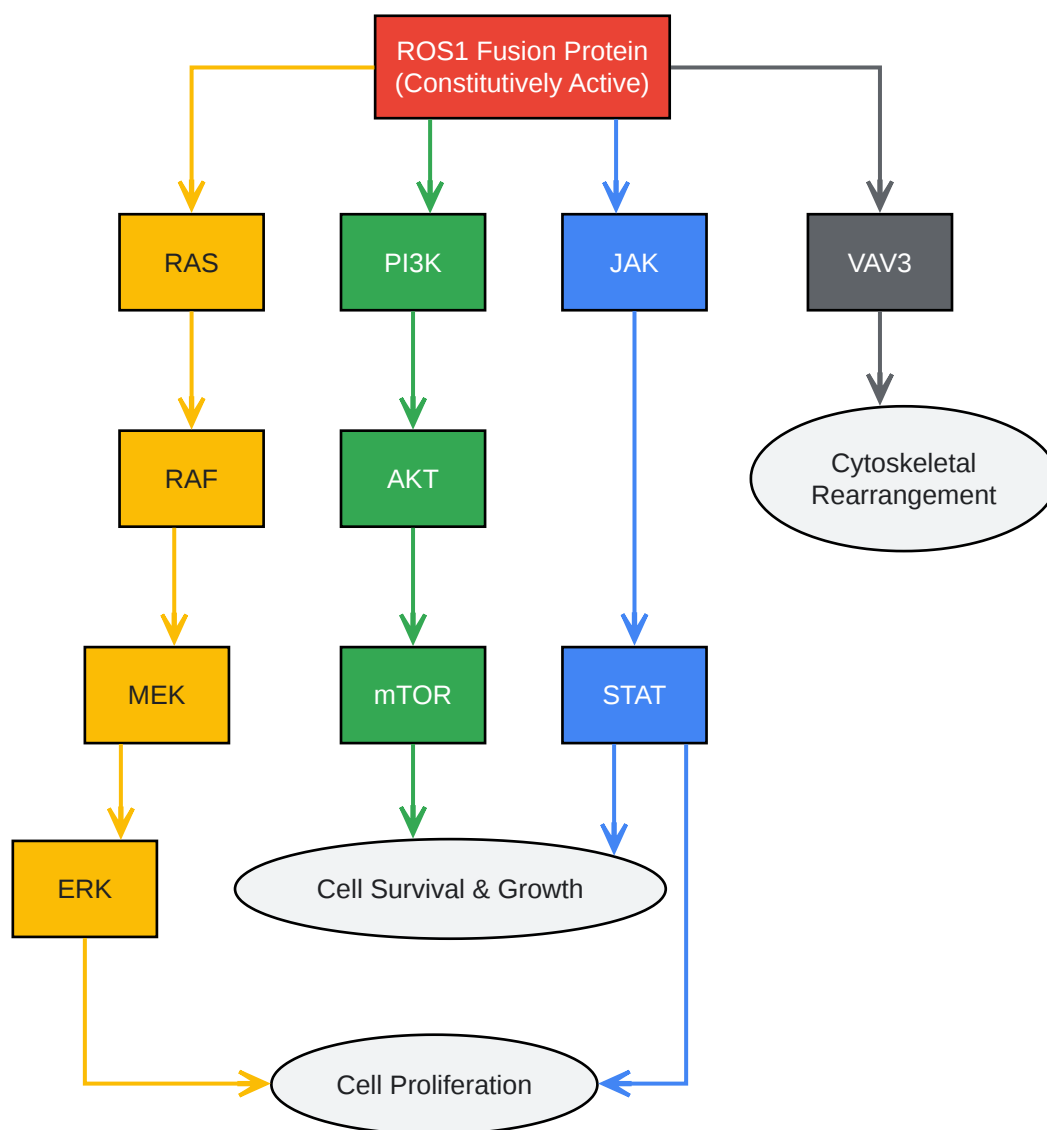 ROS1 Fusion Protein
(Constitutively Active)
RAS
PI3K
JAK
VAV3
RAF
AKT
Cytoskeletal
Rearrangement
MEK
mTOR
STAT
ERK
Cell Survival & Growth
Cell Proliferation